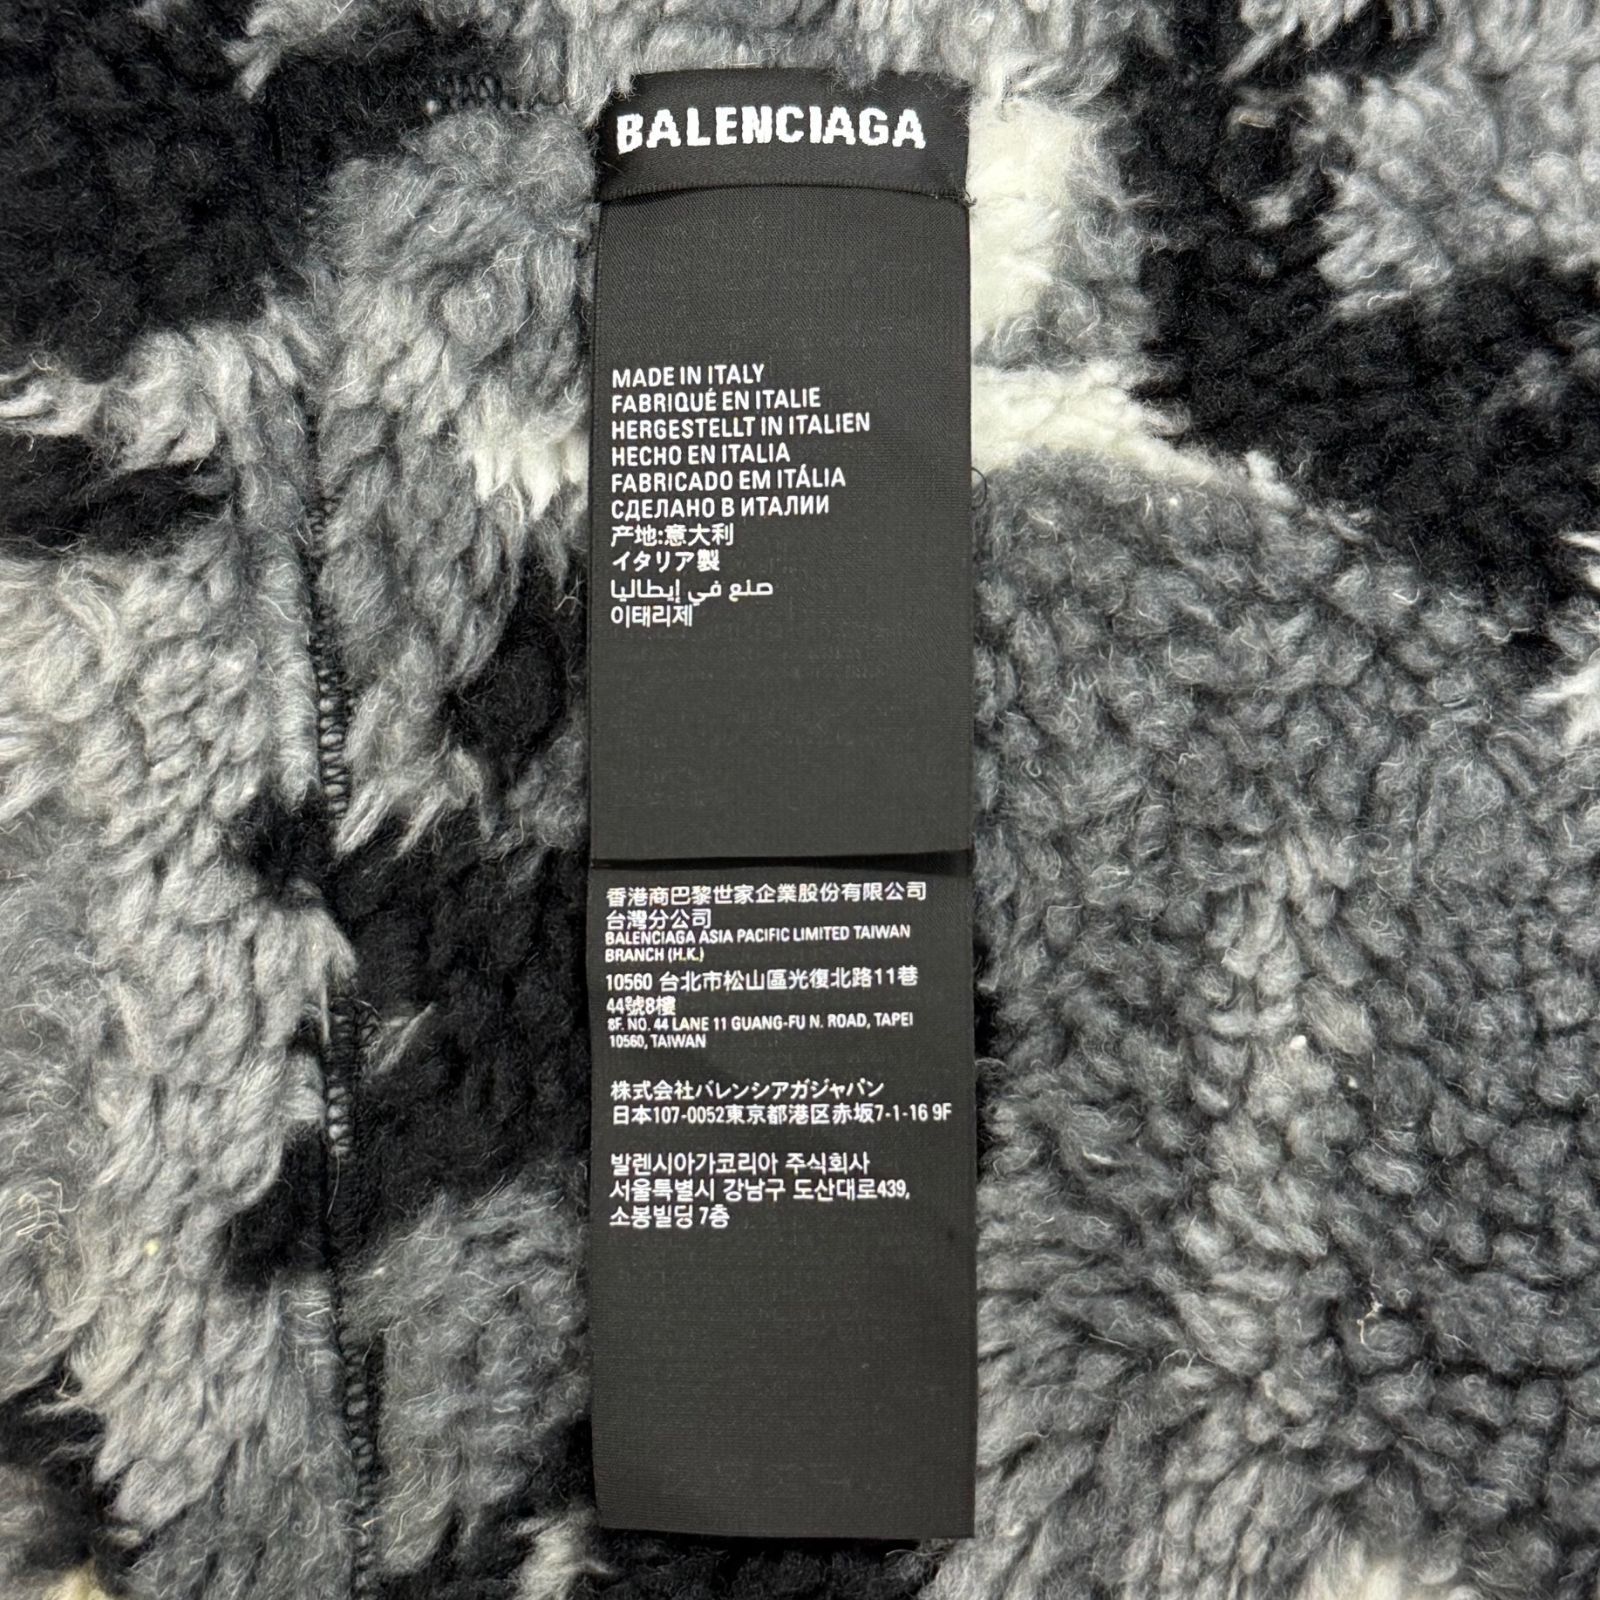 BALENCIAGA
MADE IN ITALY
FABRIQUÉ EN ITALIE
HERGESTELLT IN ITALIEN
HECHO EN ITALIA
FABRICADO EM ITÁLIA
СДЕЛАНО В ИТАЛИИ
产地:意大利
イタリア製
صنع في إيطاليا
이태리제
香港商巴黎世家企業股份有限公司
台灣分公司
BALENCIAGA ASIA PACIFIC LIMITED TAIWAN
BRANCH (H.K.)
10560 台北市松山區光復北路11巷
44號8樓
8F. NO. 44 LANE 11 GUANG-FU N. ROAD, TAPEI
10560, TAIWAN
株式会社バレンシアガジャパン
日本107-0052東京都港区赤坂7-1-16 9F
발렌시아가코리아 주식회사
서울특별시 강남구 도산대로439,
소봉빌딩 7층